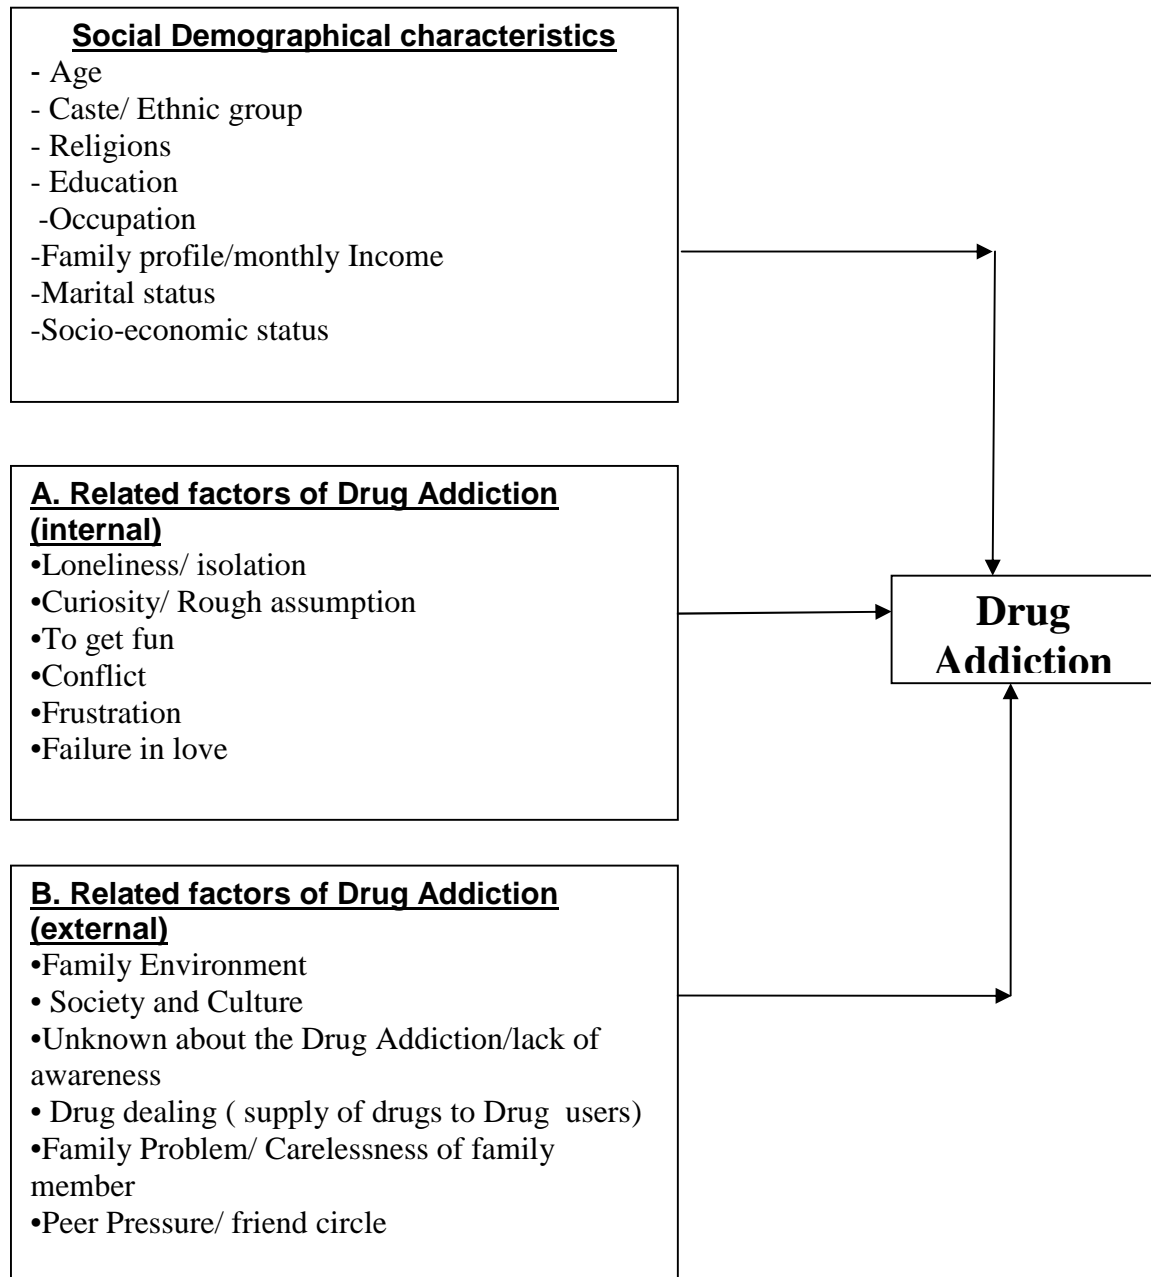 Social Demographical characteristics
- Age
- Caste/ Ethnic group
- Religions
- Education
-Occupation
-Family profile/monthly Income
-Marital status
-Socio-economic status
A. Related factors of Drug Addiction
(internal)
•Loneliness/ isolation
•Curiosity/ Rough assumption
•To get fun
•Conflict
•Frustration
•Failure in love
Drug
Addiction
B. Related factors of Drug Addiction
(external)
•Family Environment
• Society and Culture
•Unknown about the Drug Addiction/lack of
awareness
• Drug dealing ( supply of drugs to Drug  users)
•Family Problem/ Carelessness of family
member
•Peer Pressure/ friend circle